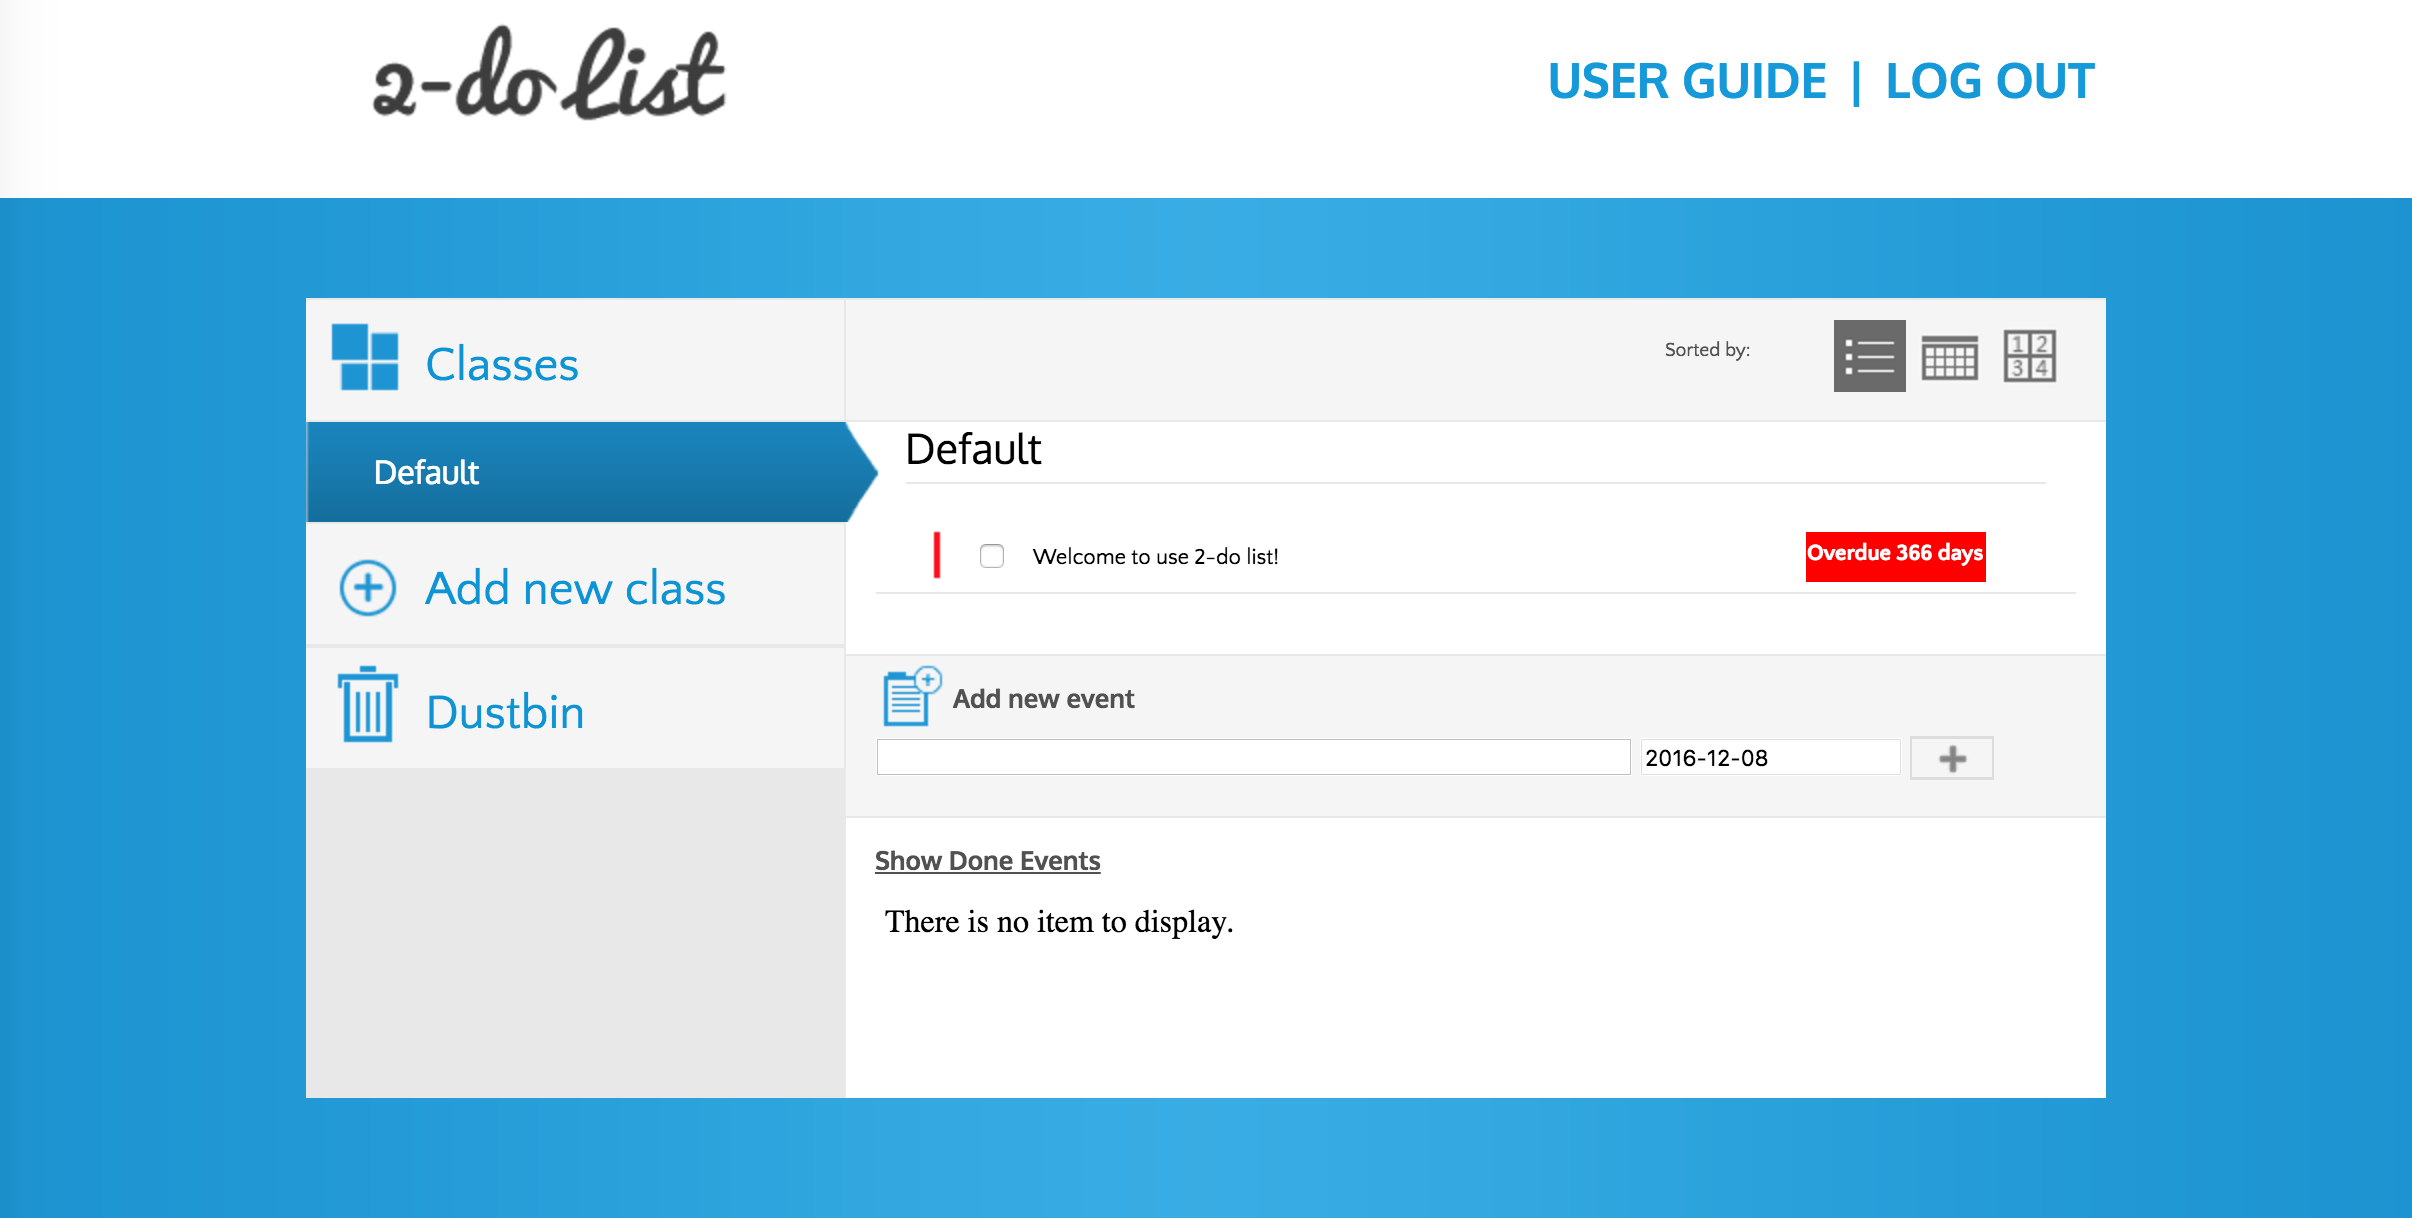 2-do list
USER GUIDE | LOG OUT
Classes
Sorted by:
1 2
3 4
Default
Default
Welcome to use 2-do list!
Overdue 366 days
Add new class
Dustbin
Add new event
2016-12-08
Show Done Events
There is no item to display.